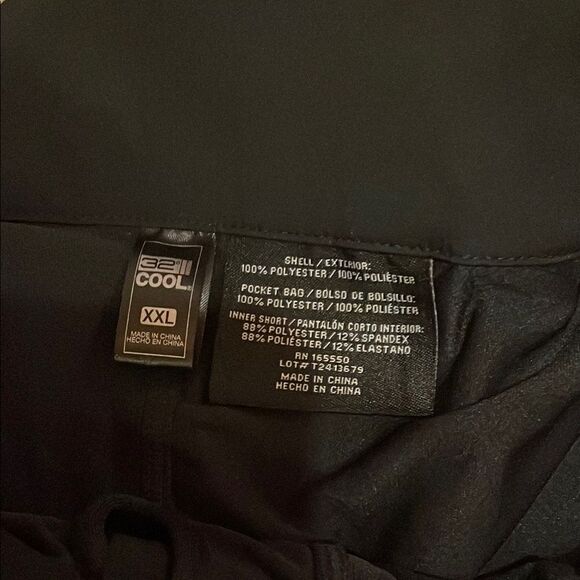 32°
COOL®
XXL
MADE IN CHINA
HECHO EN CHINA
SHELL / EXTERIOR:
100% POLYESTER / 100% POLIÉSTER
POCKET BAG / BOLSO DE BOLSILLO:
100% POLYESTER / 100% POLIÉSTER
INNER SHORT / PANTALÓN CORTO INTERIOR:
88% POLYESTER / 12% SPANDEX
88% POLIÉSTER / 12% ELASTANO
RN 165550
LOT# T2413679
MADE IN CHINA
HECHO EN CHINA